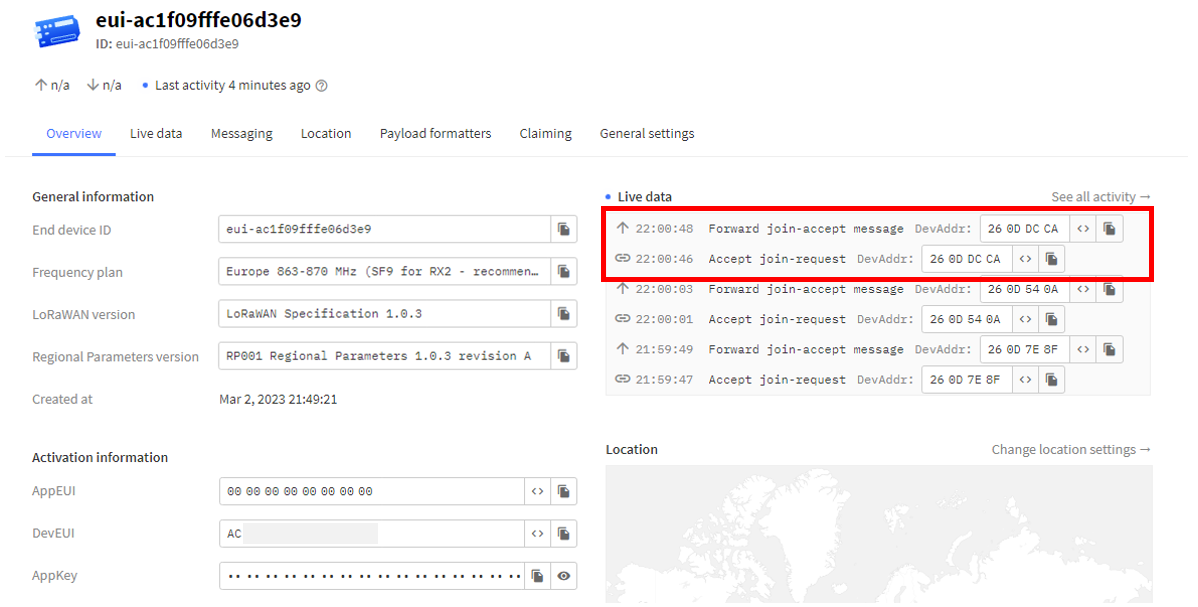 eui-ac1f09fffe06d3e9
ID: eui-ac1f09fffe06d3e9
n/a n/a Last activity 4 minutes ago
Overview Live data Messaging Location Payload formatters Claiming General settings
General information
End device ID eui-ac1f09fffe06d3e9
Frequency plan Europe 863-870 MHz (SF9 for RX2 - recommen…
LoRaWAN version LoRaWAN Specification 1.0.3
Regional Parameters version RP001 Regional Parameters 1.0.3 revision A
Created at Mar 2, 2023 21:49:21
Activation information
AppEUI 00 00 00 00 00 00 00 00
DevEUI AC
AppKey
Live data See all activity →
22:00:48 Forward join-accept message DevAddr: 26 0D DC CA
22:00:46 Accept join-request DevAddr: 26 0D DC CA
22:00:03 Forward join-accept message DevAddr: 26 0D 54 0A
22:00:01 Accept join-request DevAddr: 26 0D 54 0A
21:59:49 Forward join-accept message DevAddr: 26 0D 7E 8F
21:59:47 Accept join-request DevAddr: 26 0D 7E 8F
Location Change location settings →